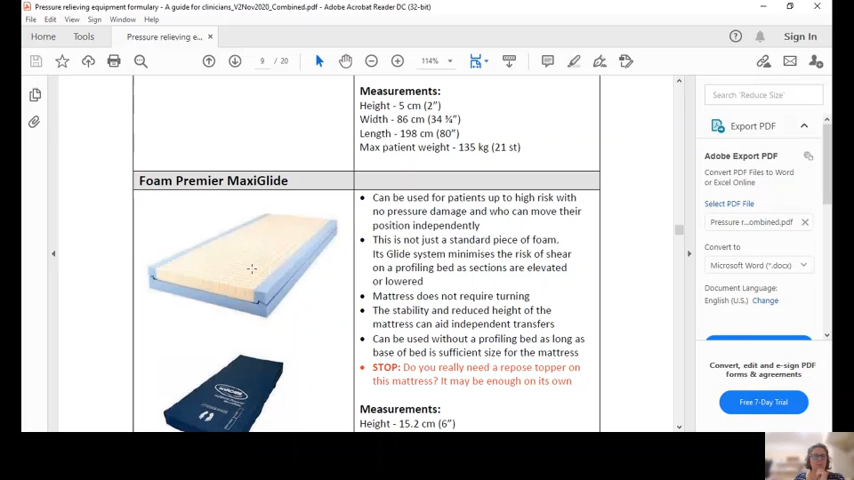 Pressure relieving equipment formulary - A guide for clinicians_V2Nov2020_Combined.pdf - Adobe Acrobat Reader DC (32-bit)
File Edit View Sign Window Help
Home Tools Pressure relieving e... × Sign In
9 / 20 114%
Measurements:
Height - 5 cm (2”)
Width - 86 cm (34 ¾”)
Length - 198 cm (80”)
Max patient weight - 135 kg (21 st)
Foam Premier MaxiGlide
• Can be used for patients up to high risk with
no pressure damage and who can move their
position independently
• This is not just a standard piece of foam.
Its Glide system minimises the risk of shear
on a profiling bed as sections are elevated
or lowered
• Mattress does not require turning
• The stability and reduced height of the
mattress can aid independent transfers
• Can be used without a profiling bed as long as
base of bed is sufficient size for the mattress
• STOP: Do you really need a repose topper on
this mattress? It may be enough on its own
Measurements:
Height - 15.2 cm (6”)
Search 'Reduce Size'
Export PDF
Adobe Export PDF
Convert PDF Files to Word
or Excel Online
Select PDF File
Pressure r...ombined.pdf ×
Convert to
Microsoft Word (*.docx)
Document Language:
English (U.S.) Change
Convert, edit and e-sign PDF
forms & agreements
Free 7-Day Trial